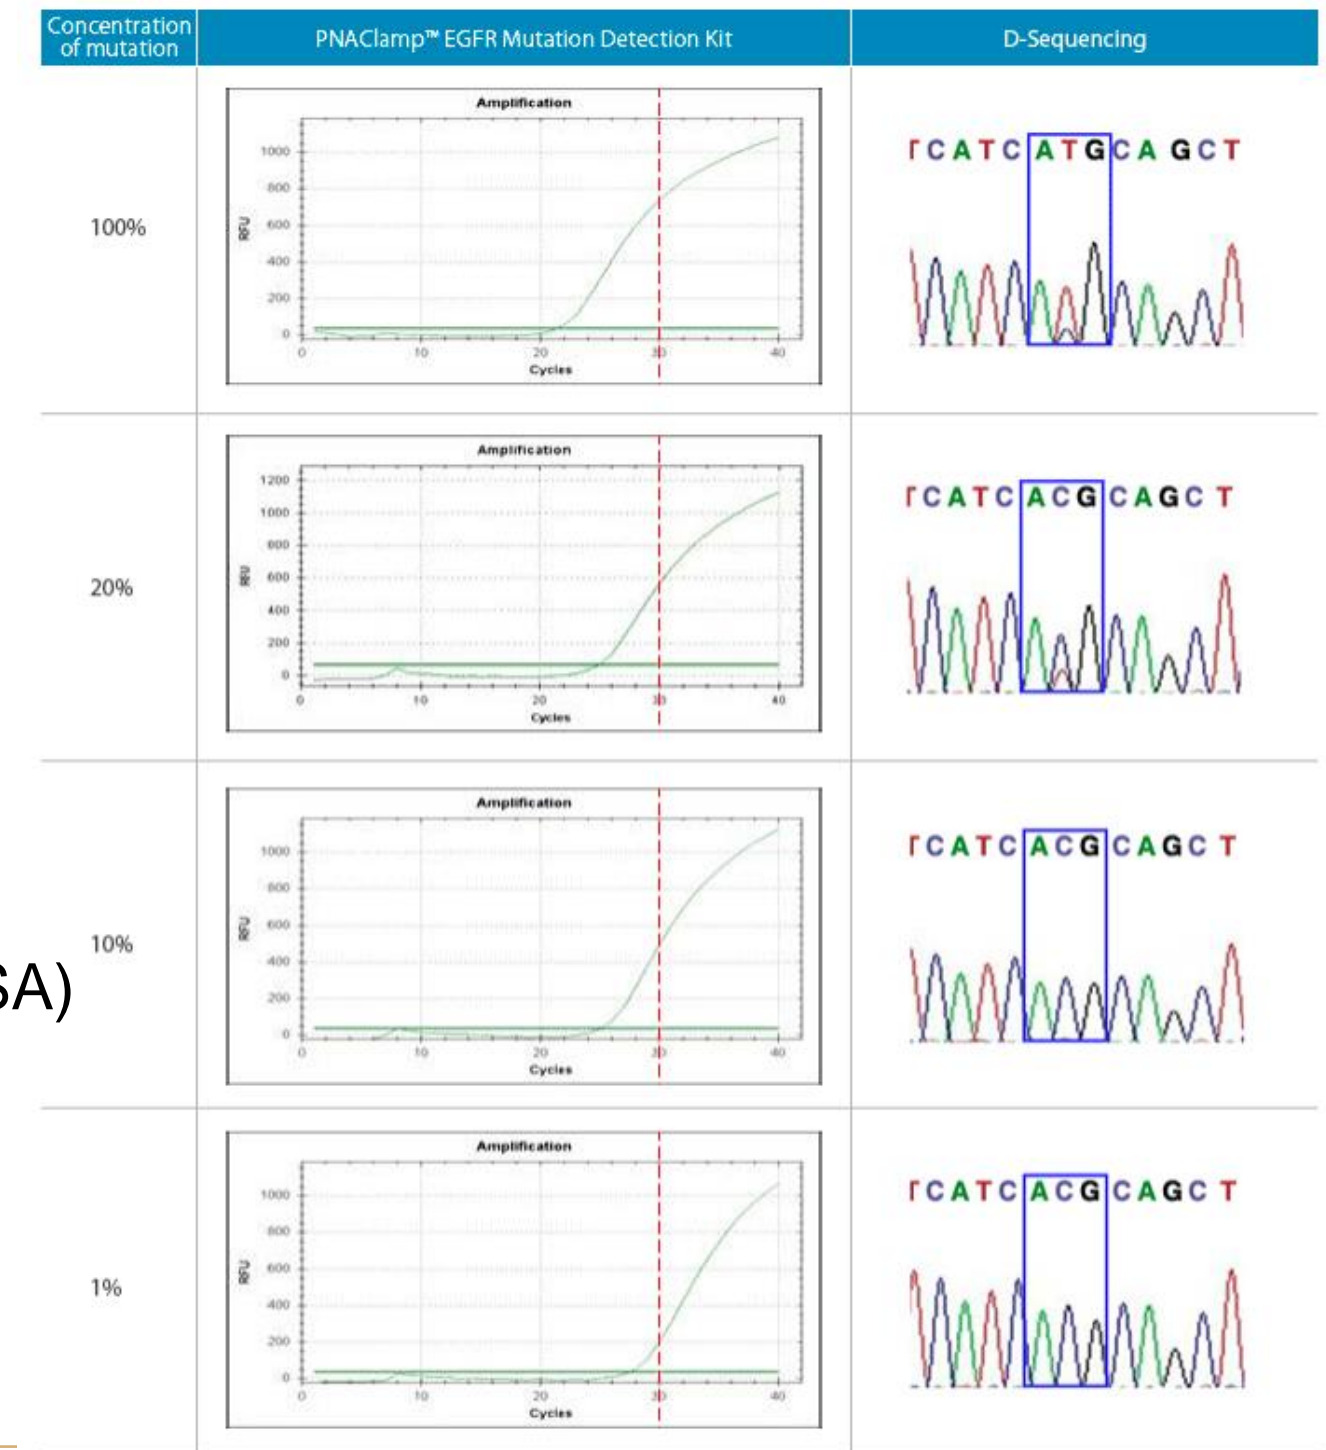 Concentration of mutation
PNAClamp™ EGFR Mutation Detection Kit
D-Sequencing
100%
Amplification
1000
800
600
400
200
0
RFU
0 10 20 30 40
Cycles
TCATCATGCAGCT
20%
Amplification
1200
1000
800
600
400
200
0
RFU
0 10 20 30 40
Cycles
TCATCACGCAGCT
10%
SA)
Amplification
1000
800
600
400
200
0
RFU
0 10 20 30 40
Cycles
TCATCACGCAGCT
1%
Amplification
1000
800
600
400
200
0
RFU
0 10 20 30 40
Cycles
TCATCACGCAGCT